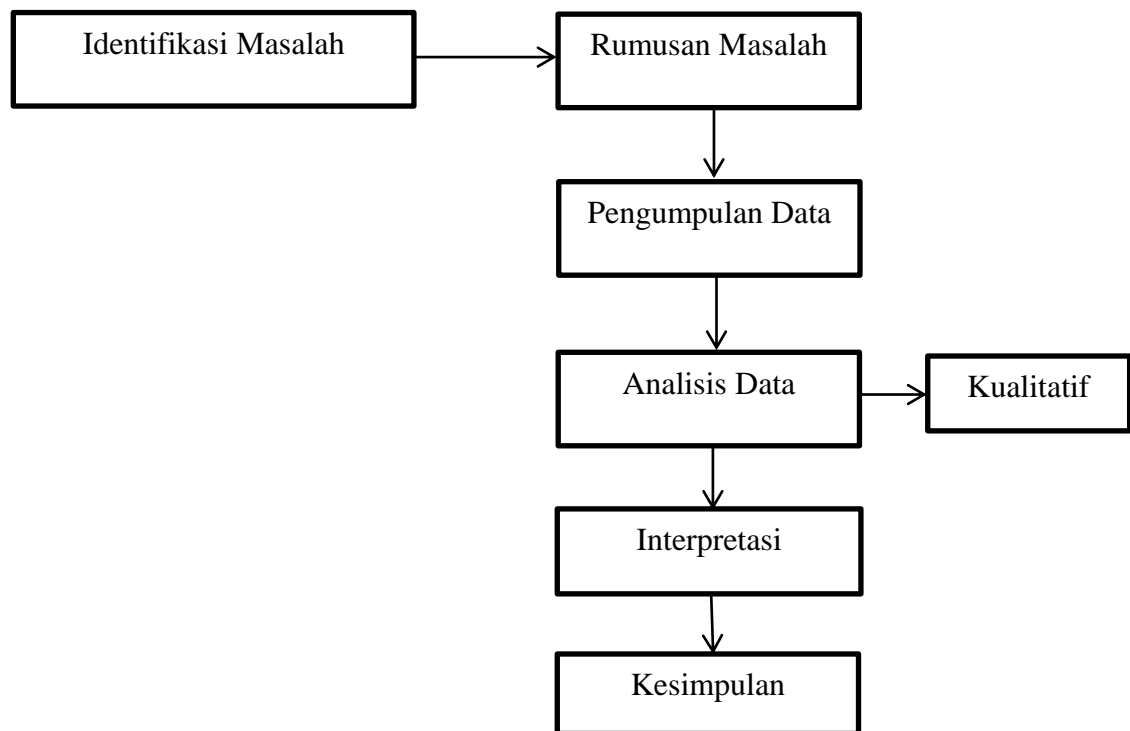 Identifikasi Masalah
Rumusan Masalah
Pengumpulan Data
Analisis Data
Kualitatif
Interpretasi
Kesimpulan